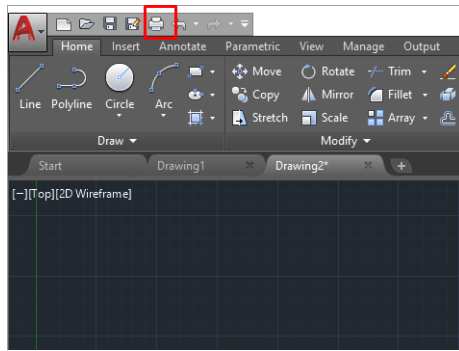 A
Home Insert Annotate Parametric View Manage Output
Line Polyline Circle Arc
Move Rotate Trim
Copy Mirror Fillet
Stretch Scale Array
Draw Modify
Start Drawing1 Drawing2*
[−][Top][2D Wireframe]